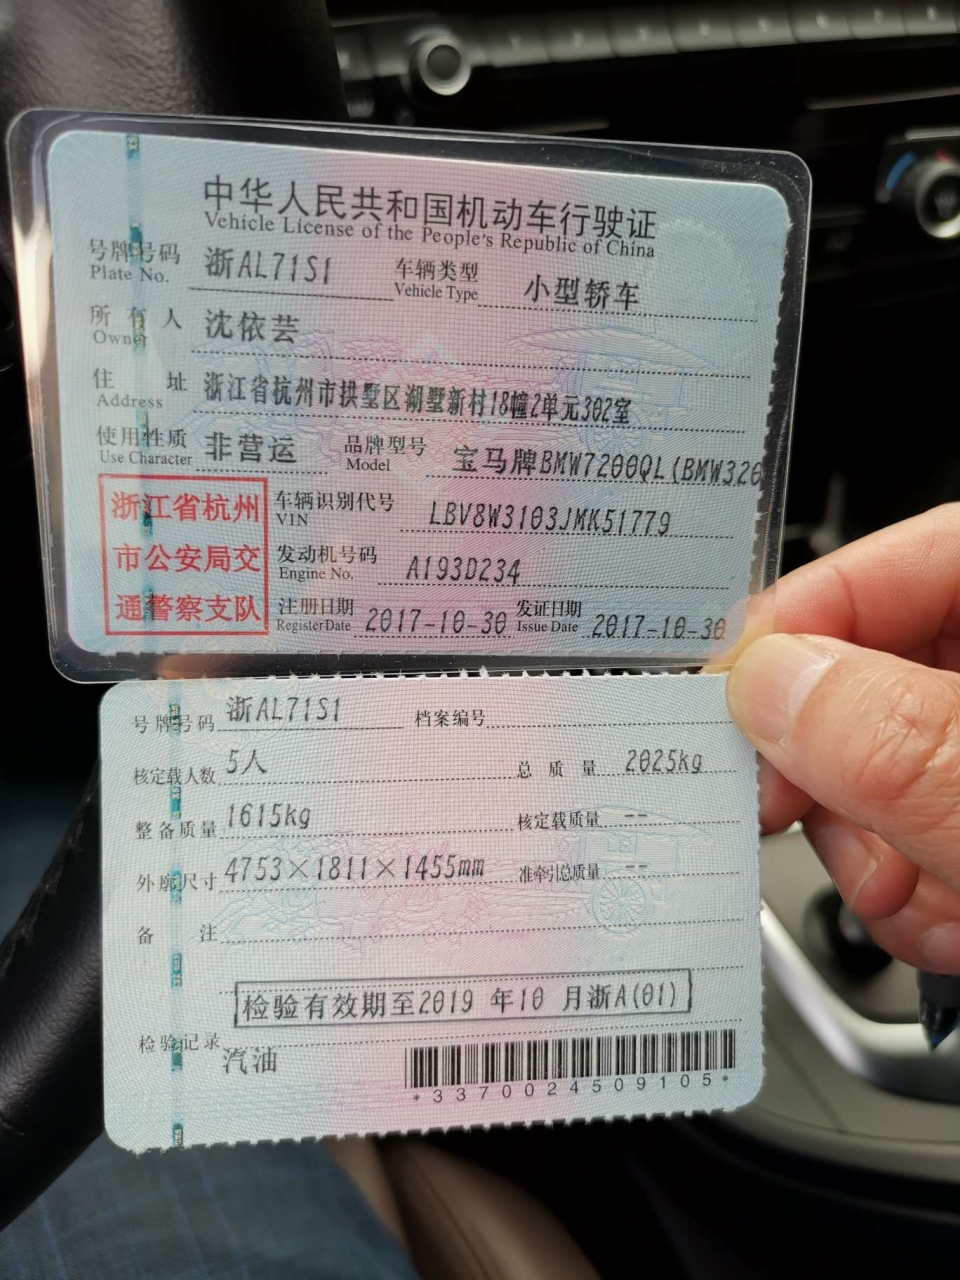 中华人民共和国机动车行驶证
Vehicle License of the People's Republic of China
号牌号码 浙AL71S1 车辆类型 小型轿车
Plate No. Vehicle Type
所有人 沈依芸
Owner
住址 浙江省杭州市拱墅区湖墅新村18幢2单元302室
Address
使用性质 非营运 品牌型号 宝马牌BMW7200QL(BMW320
Use Character Model
浙江省杭州 车辆识别代号 LBV8W3103JMK51779
VIN
市公安局交 发动机号码 A193D234
Engine No.
通警察支队 注册日期 2017-10-30 发证日期 2017-10-30
Register Date Issue Date
号牌号码 浙AL71S1 档案编号
核定载人数 5人 总质量 2025kg
整备质量 1615kg 核定载质量 --
外廓尺寸 4753×1811×1455mm 准牵引总质量 --
备注
检验有效期至2019 年10 月浙A(01)
检验记录
汽油
*3370024509105*